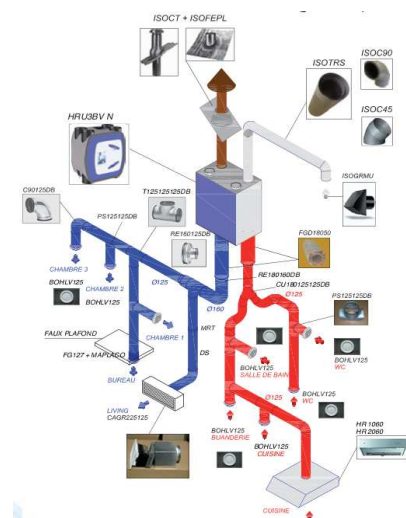 ISOCT + ISOFEPL
ISOC90
ISOTRS
ISOC45
HRU3BV N
C90125DB
T125125125DB
PS125125DB
RE160125DB
ISOGRMU
FGD18050
CHAMBRE 3
BOHLV125
CHAMBRE 2
BOHLV125
Ø125
Ø160
RE180160DB
CU180125125DB
Ø125
PS125125DB
FAUX PLAFOND
CHAMBRE 1
MRT
BOHLV125
WC
FG127 + MAPLACO
DS
BOHLV125
SALLE DE BAIN
BUREAU
LIVING
CAGR225125
Ø125
BOHLV125
WC
BOHLV125
BUANDERIE
BOHLV125
CUISINE
HR1060
HR2060
CUISINE